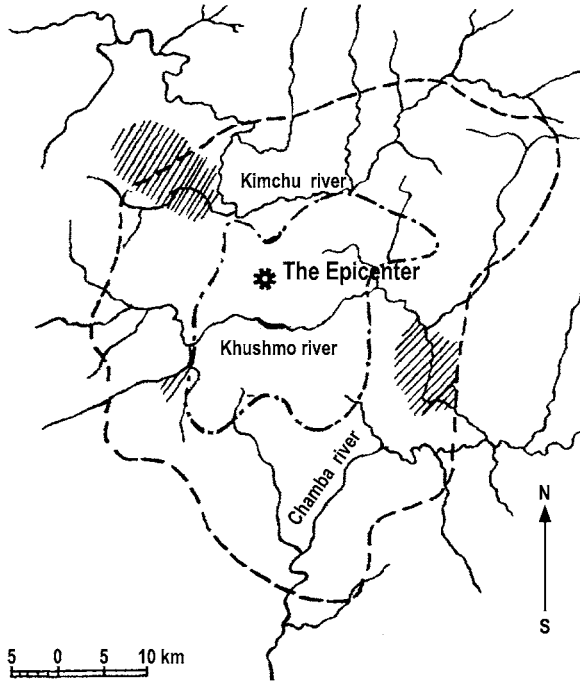 Kimchu river
The Epicenter
Khushmo river
Chamba river
N
S
5 0 5 10 km